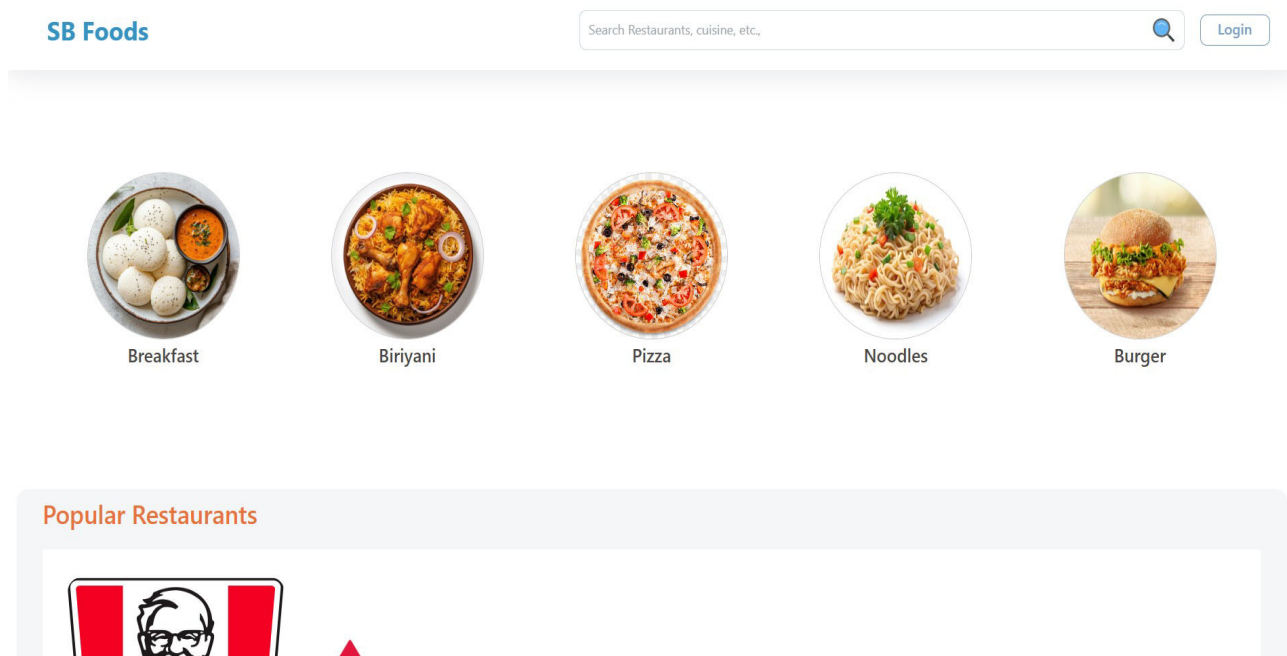 SB Foods
Search Restaurants, cuisine, etc.,
Login
Breakfast
Biriyani
Pizza
Noodles
Burger
Popular Restaurants